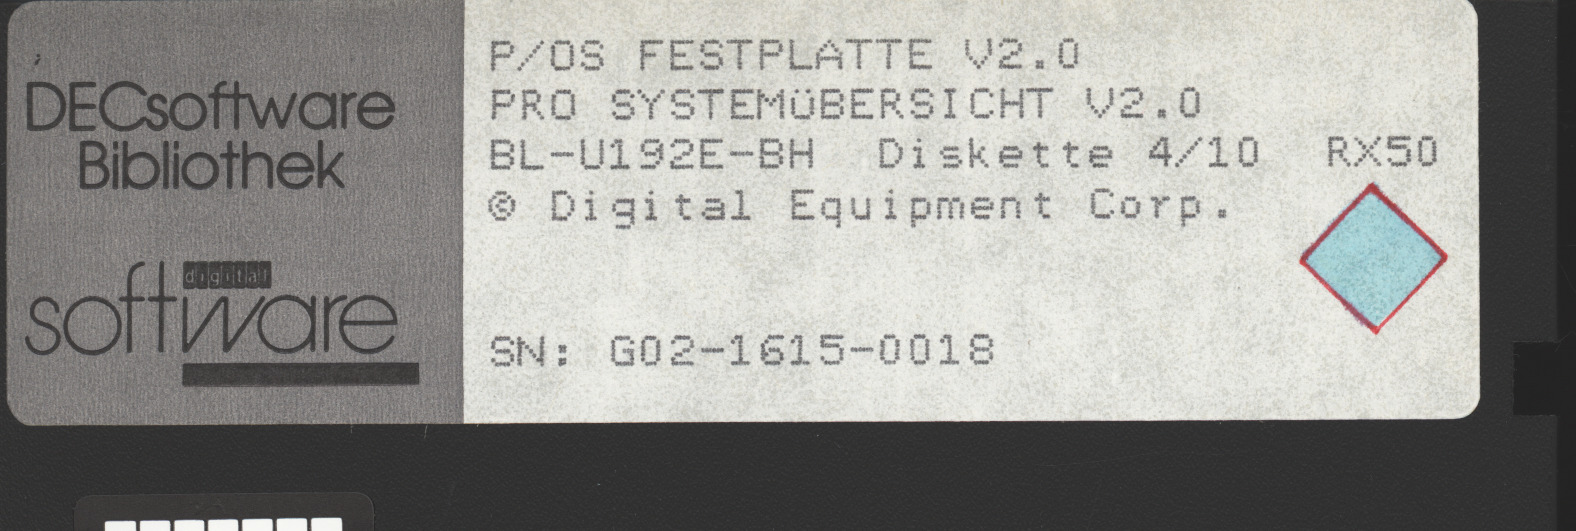 DECsoftware
Bibliothek
digital
software
P/OS FESTPLATTE V2.0
PRO SYSTEMüBERSICHT V2.0
BL-U192E-BH Diskette 4/10 RX50
© Digital Equipment Corp.
SN: G02-1615-0018